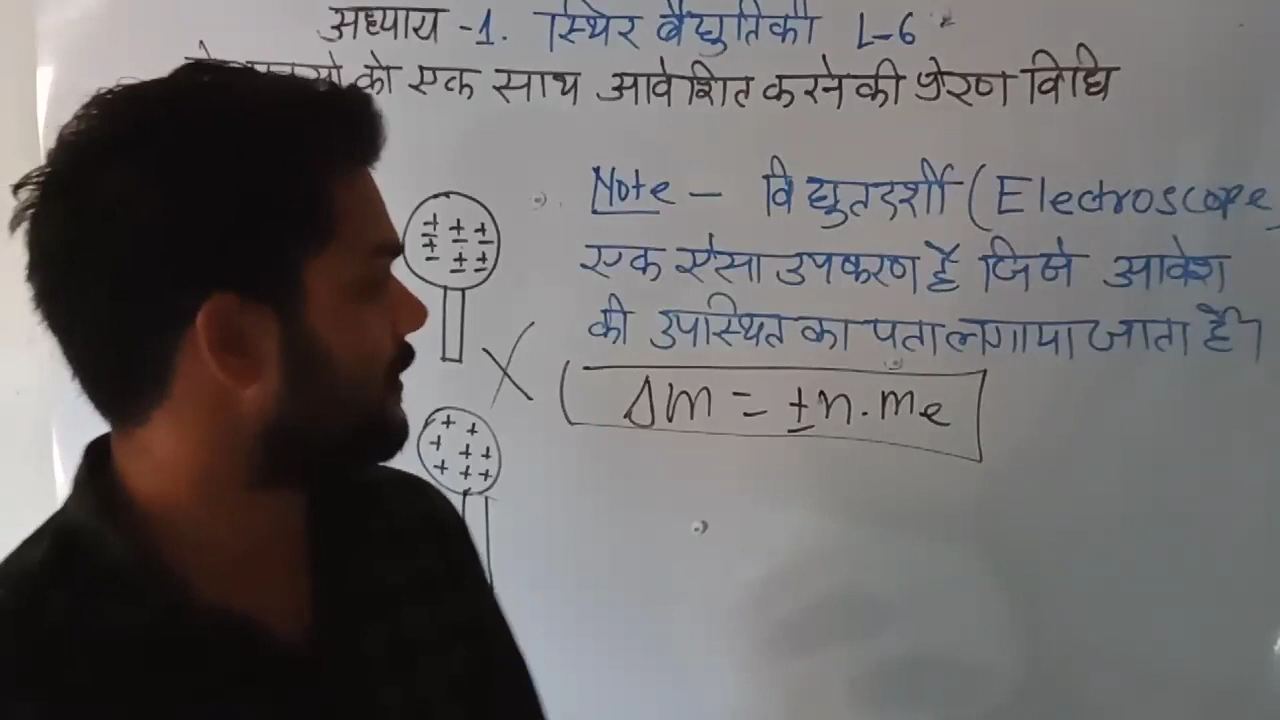 अध्याय -1. स्थिर वैद्युतिकी L-6
को एक साथ आवेशित करने की प्रेरण विधि
Note - विद्युतदर्शी (Electroscope)
एक ऐसा उपकरण है जिसे आवेश
की उपस्थित का पता लगाया जाता है।
Δm = ±n.me